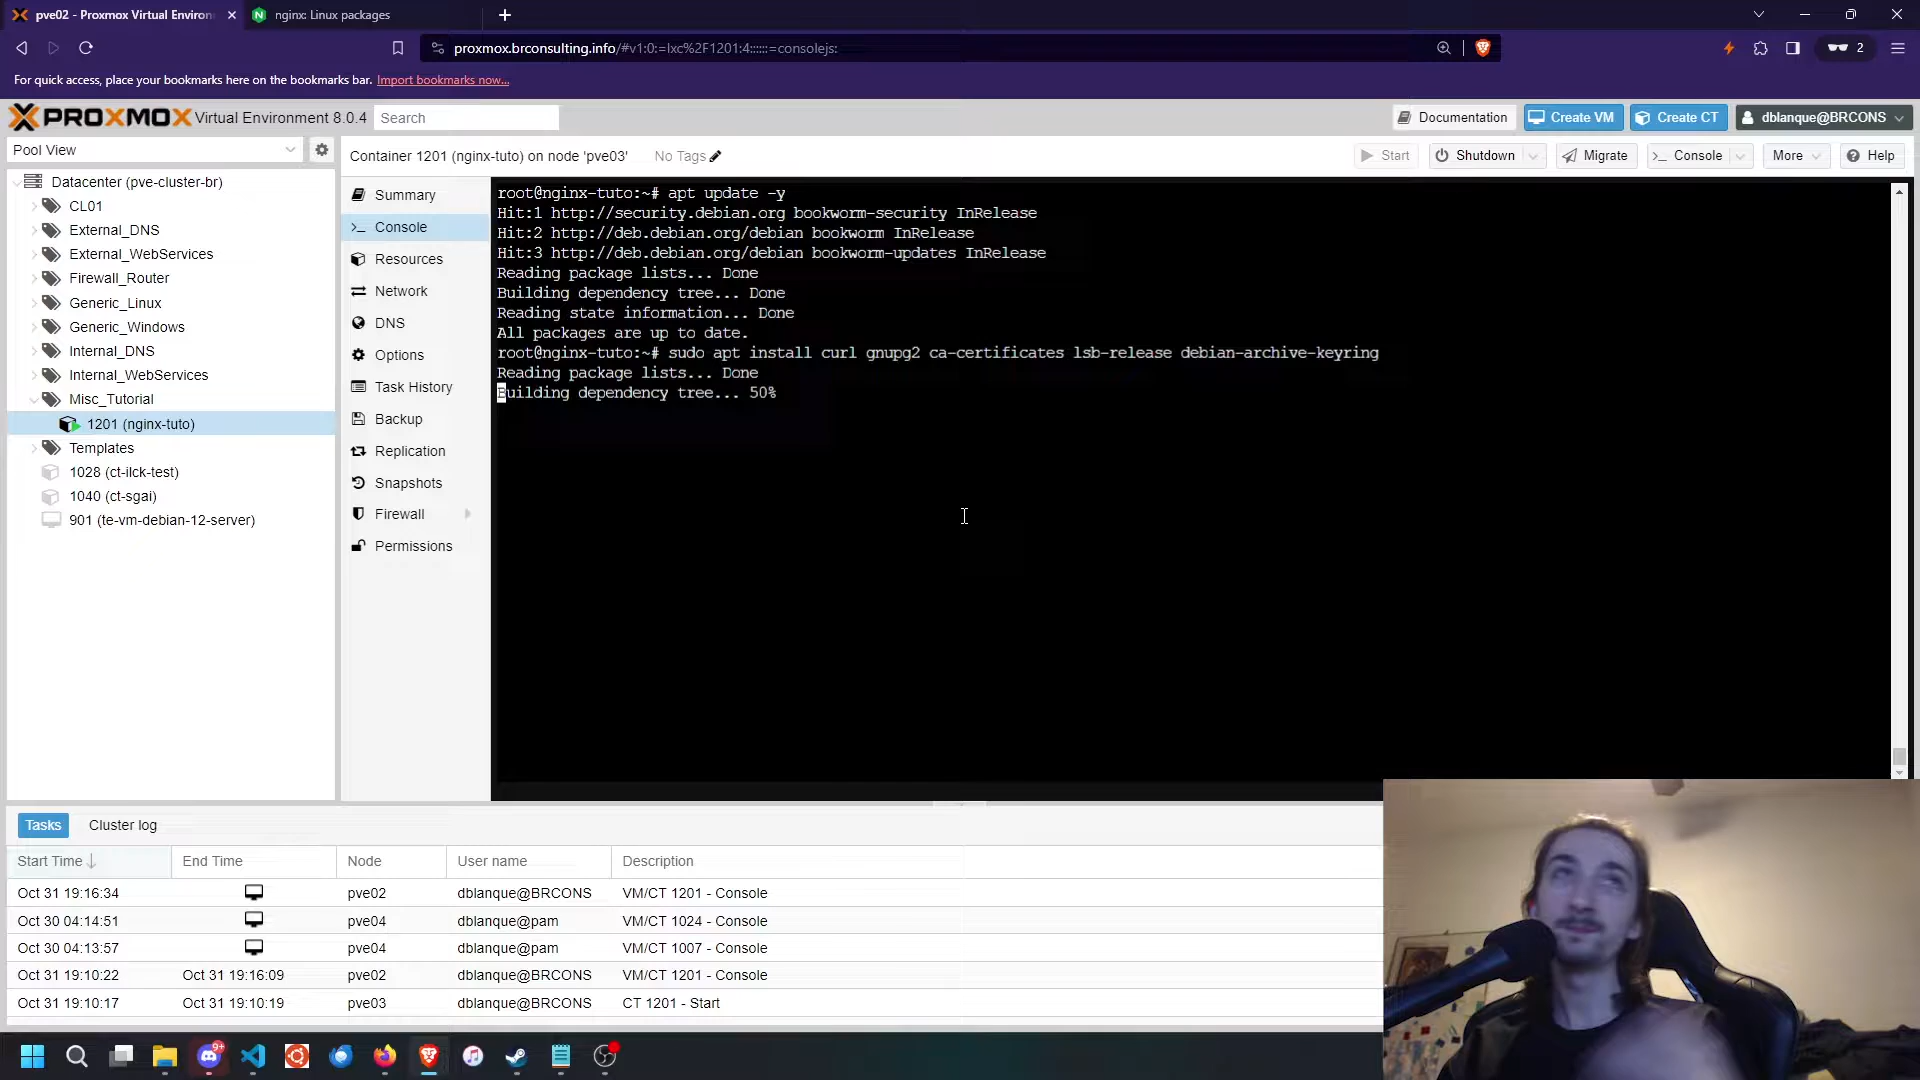 pve02 - Proxmox Virtual Environ
nginx: Linux packages
proxmox.brconsulting.info/#v1:0:=lxc%2F1201:4::::::=consolejs:
2
For quick access, place your bookmarks here on the bookmarks bar. Import bookmarks now...
PROXMOX Virtual Environment 8.0.4
Search
Documentation
Create VM
Create CT
dblanque@BRCONS
Pool View
Container 1201 (nginx-tuto) on node 'pve03'
No Tags
Start
Shutdown
Migrate
>_ Console
More
Help
Datacenter (pve-cluster-br)
CL01
External_DNS
External_WebServices
Firewall_Router
Generic_Linux
Generic_Windows
Internal_DNS
Internal_WebServices
Misc_Tutorial
1201 (nginx-tuto)
Templates
1028 (ct-ilck-test)
1040 (ct-sgai)
901 (te-vm-debian-12-server)
Summary
>_ Console
Resources
Network
DNS
Options
Task History
Backup
Replication
Snapshots
Firewall
Permissions
root@nginx-tuto:~# apt update -y
Hit:1 http://security.debian.org bookworm-security InRelease
Hit:2 http://deb.debian.org/debian bookworm InRelease
Hit:3 http://deb.debian.org/debian bookworm-updates InRelease
Reading package lists... Done
Building dependency tree... Done
Reading state information... Done
All packages are up to date.
root@nginx-tuto:~# sudo apt install curl gnupg2 ca-certificates lsb-release debian-archive-keyring
Reading package lists... Done
Building dependency tree... 50%
Tasks
Cluster log
Start Time
End Time
Node
User name
Description
Oct 31 19:16:34 pve02 dblanque@BRCONS VM/CT 1201 - Console
Oct 30 04:14:51 pve04 dblanque@pam VM/CT 1024 - Console
Oct 30 04:13:57 pve04 dblanque@pam VM/CT 1007 - Console
Oct 31 19:10:22 Oct 31 19:16:09 pve02 dblanque@BRCONS VM/CT 1201 - Console
Oct 31 19:10:17 Oct 31 19:10:19 pve03 dblanque@BRCONS CT 1201 - Start
9+